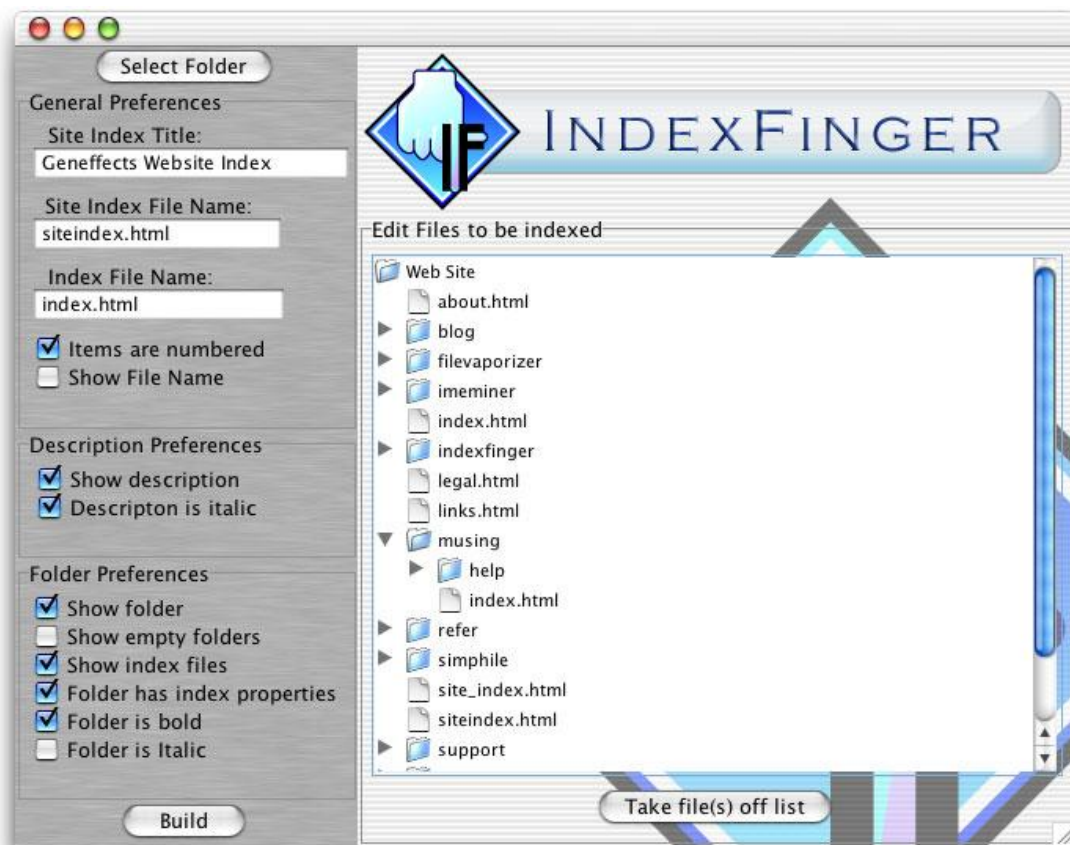 Select Folder
General Preferences
Site Index Title:
Geneffects Website Index
Site Index File Name:
siteindex.html
Index File Name:
index.html
Items are numbered
Show File Name
Description Preferences
Show description
Descripton is italic
Folder Preferences
Show folder
Show empty folders
Show index files
Folder has index properties
Folder is bold
Folder is Italic
Build
IF
INDEXFINGER
Edit Files to be indexed
Web Site
about.html
blog
filevaporizer
imeminer
index.html
indexfinger
legal.html
links.html
musing
help
index.html
refer
simphile
site_index.html
siteindex.html
support
Take file(s) off list